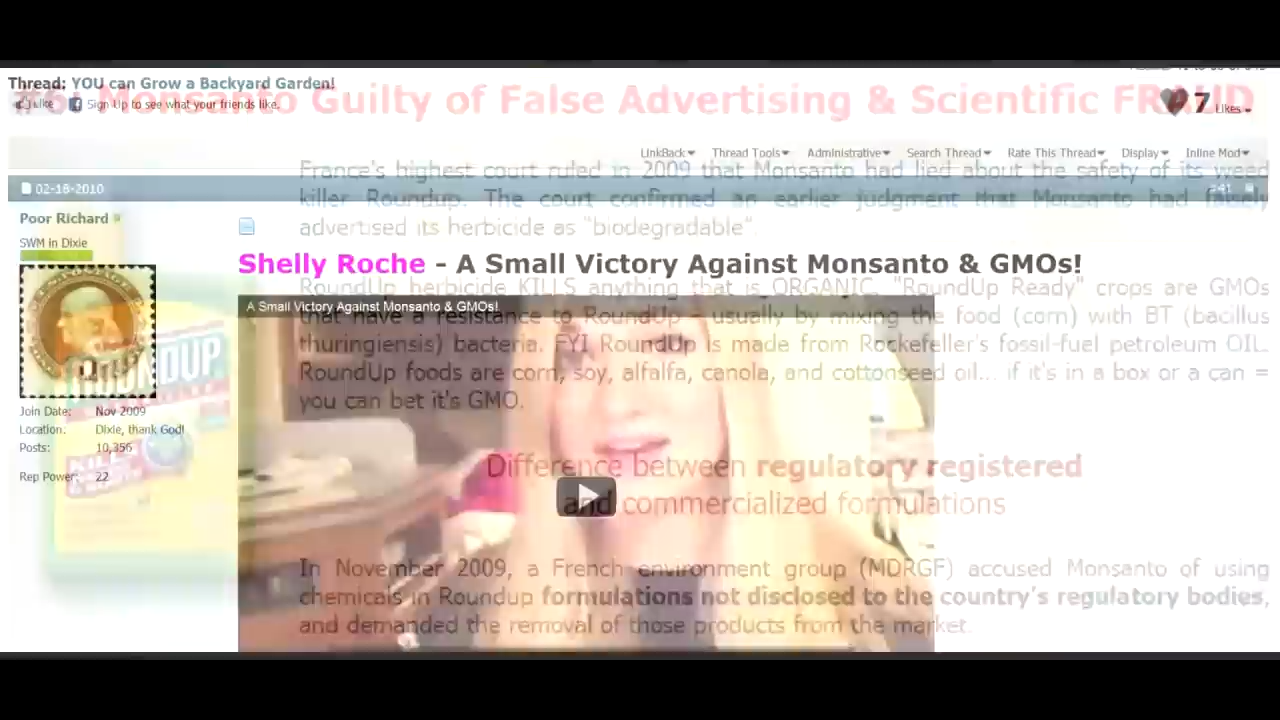 Thread: YOU can Grow a Backyard Garden!
Monsanto Guilty of False Advertising & Scientific FRAUD
Like Sign Up to see what your friends like.
7 Likes
LinkBack Thread Tools Administrative Search Thread Rate This Thread Display Inline Mod
France's highest court ruled in 2009 that Monsanto had lied about the safety of its weed
02-18-2010 #41
killer Roundup. The court confirmed an earlier judgment that Monsanto had falsely
advertised its herbicide as "biodegradable".
Poor Richard
SWM in Dixie
Shelly Roche - A Small Victory Against Monsanto & GMOs!
RoundUp herbicide KILLS anything that is ORGANIC. "RoundUp Ready" crops are GMOs
A Small Victory Against Monsanto & GMOs!
that have a resistance to RoundUp - usually by mixing the food (corn) with BT (bacillus
thuringiensis) bacteria. FYI RoundUp is made from Rockefeller's fossil-fuel petroleum OIL.
RoundUp foods are corn, soy, alfalfa, canola, and cottonseed oil... if it's in a box or a can =
you can bet it's GMO.
ROUNDUP
Join Date: Nov 2009
Location: Dixie, thank God!
Posts: 10,356
Rep Power: 22
Difference between regulatory registered
and commercialized formulations
In November 2009, a French environment group (MDRGF) accused Monsanto of using
chemicals in Roundup formulations not disclosed to the country's regulatory bodies,
and demanded the removal of those products from the market.